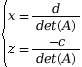 x = d / det(A)
z = −c / det(A)